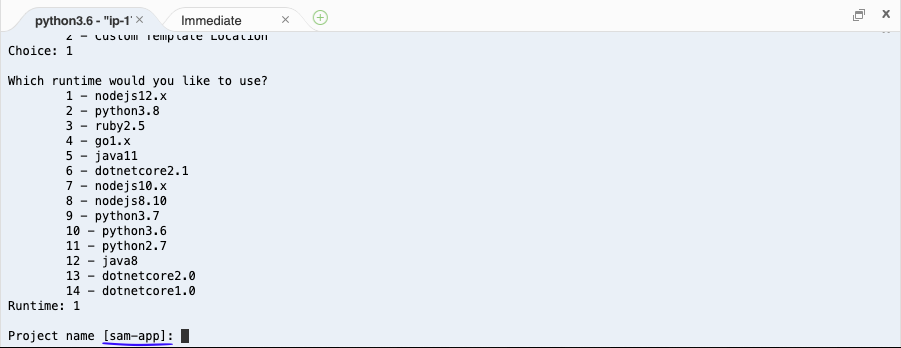 python3.6 - "ip-1
Immediate
2 - Custom Template Location
Choice: 1
Which runtime would you like to use?
1 - nodejs12.x
2 - python3.8
3 - ruby2.5
4 - go1.x
5 - java11
6 - dotnetcore2.1
7 - nodejs10.x
8 - nodejs8.10
9 - python3.7
10 - python3.6
11 - python2.7
12 - java8
13 - dotnetcore2.0
14 - dotnetcore1.0
Runtime: 1
Project name [sam-app]: